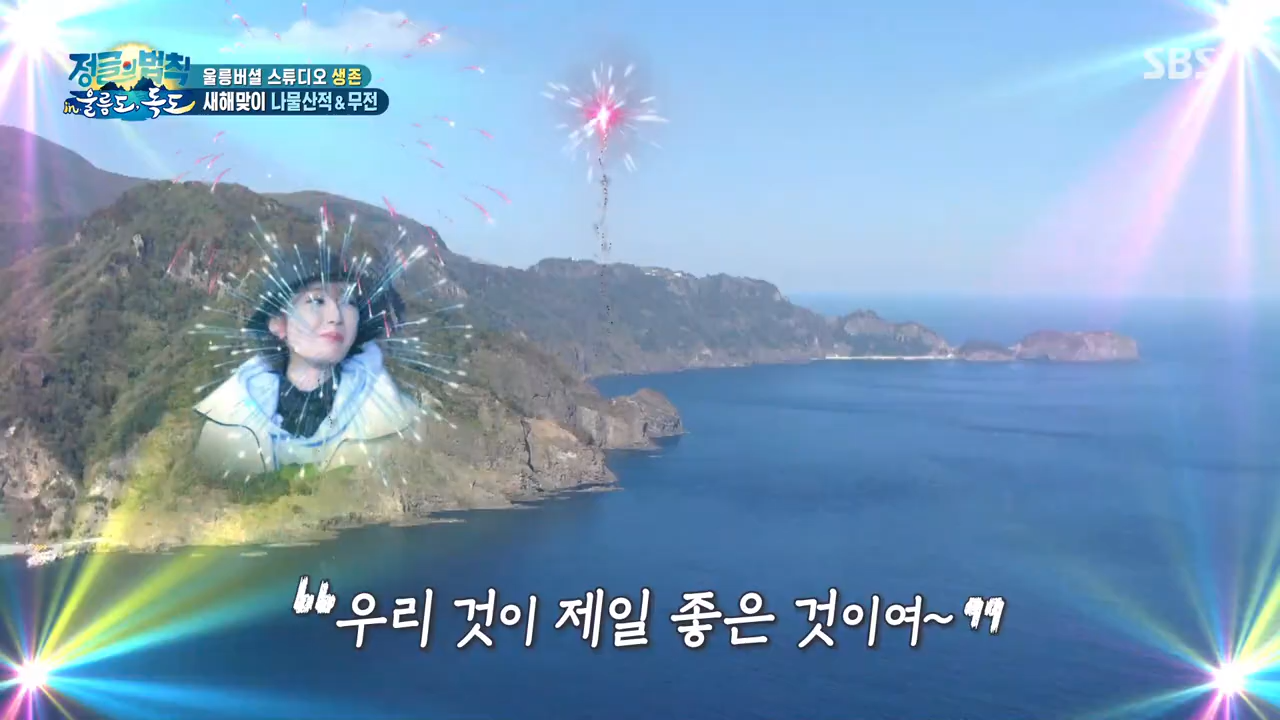 정글의 법칙
in 울릉도.독도
울릉버셜 스튜디오 생존
새해맞이 나물산적&무전
SBS
"우리 것이 제일 좋은 것이여~"